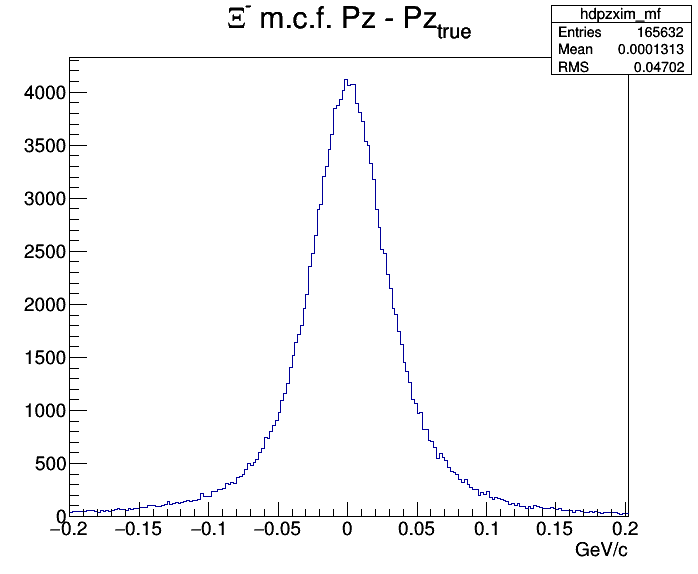 Ξ⁻ m.c.f. Pz - Pz_true
hdpzxim_mf
Entries 165632
Mean 0.0001313
RMS 0.04702
4000
3500
3000
2500
2000
1500
1000
500
0
−0.2 −0.15 −0.1 −0.05 0 0.05 0.1 0.15 0.2
GeV/c